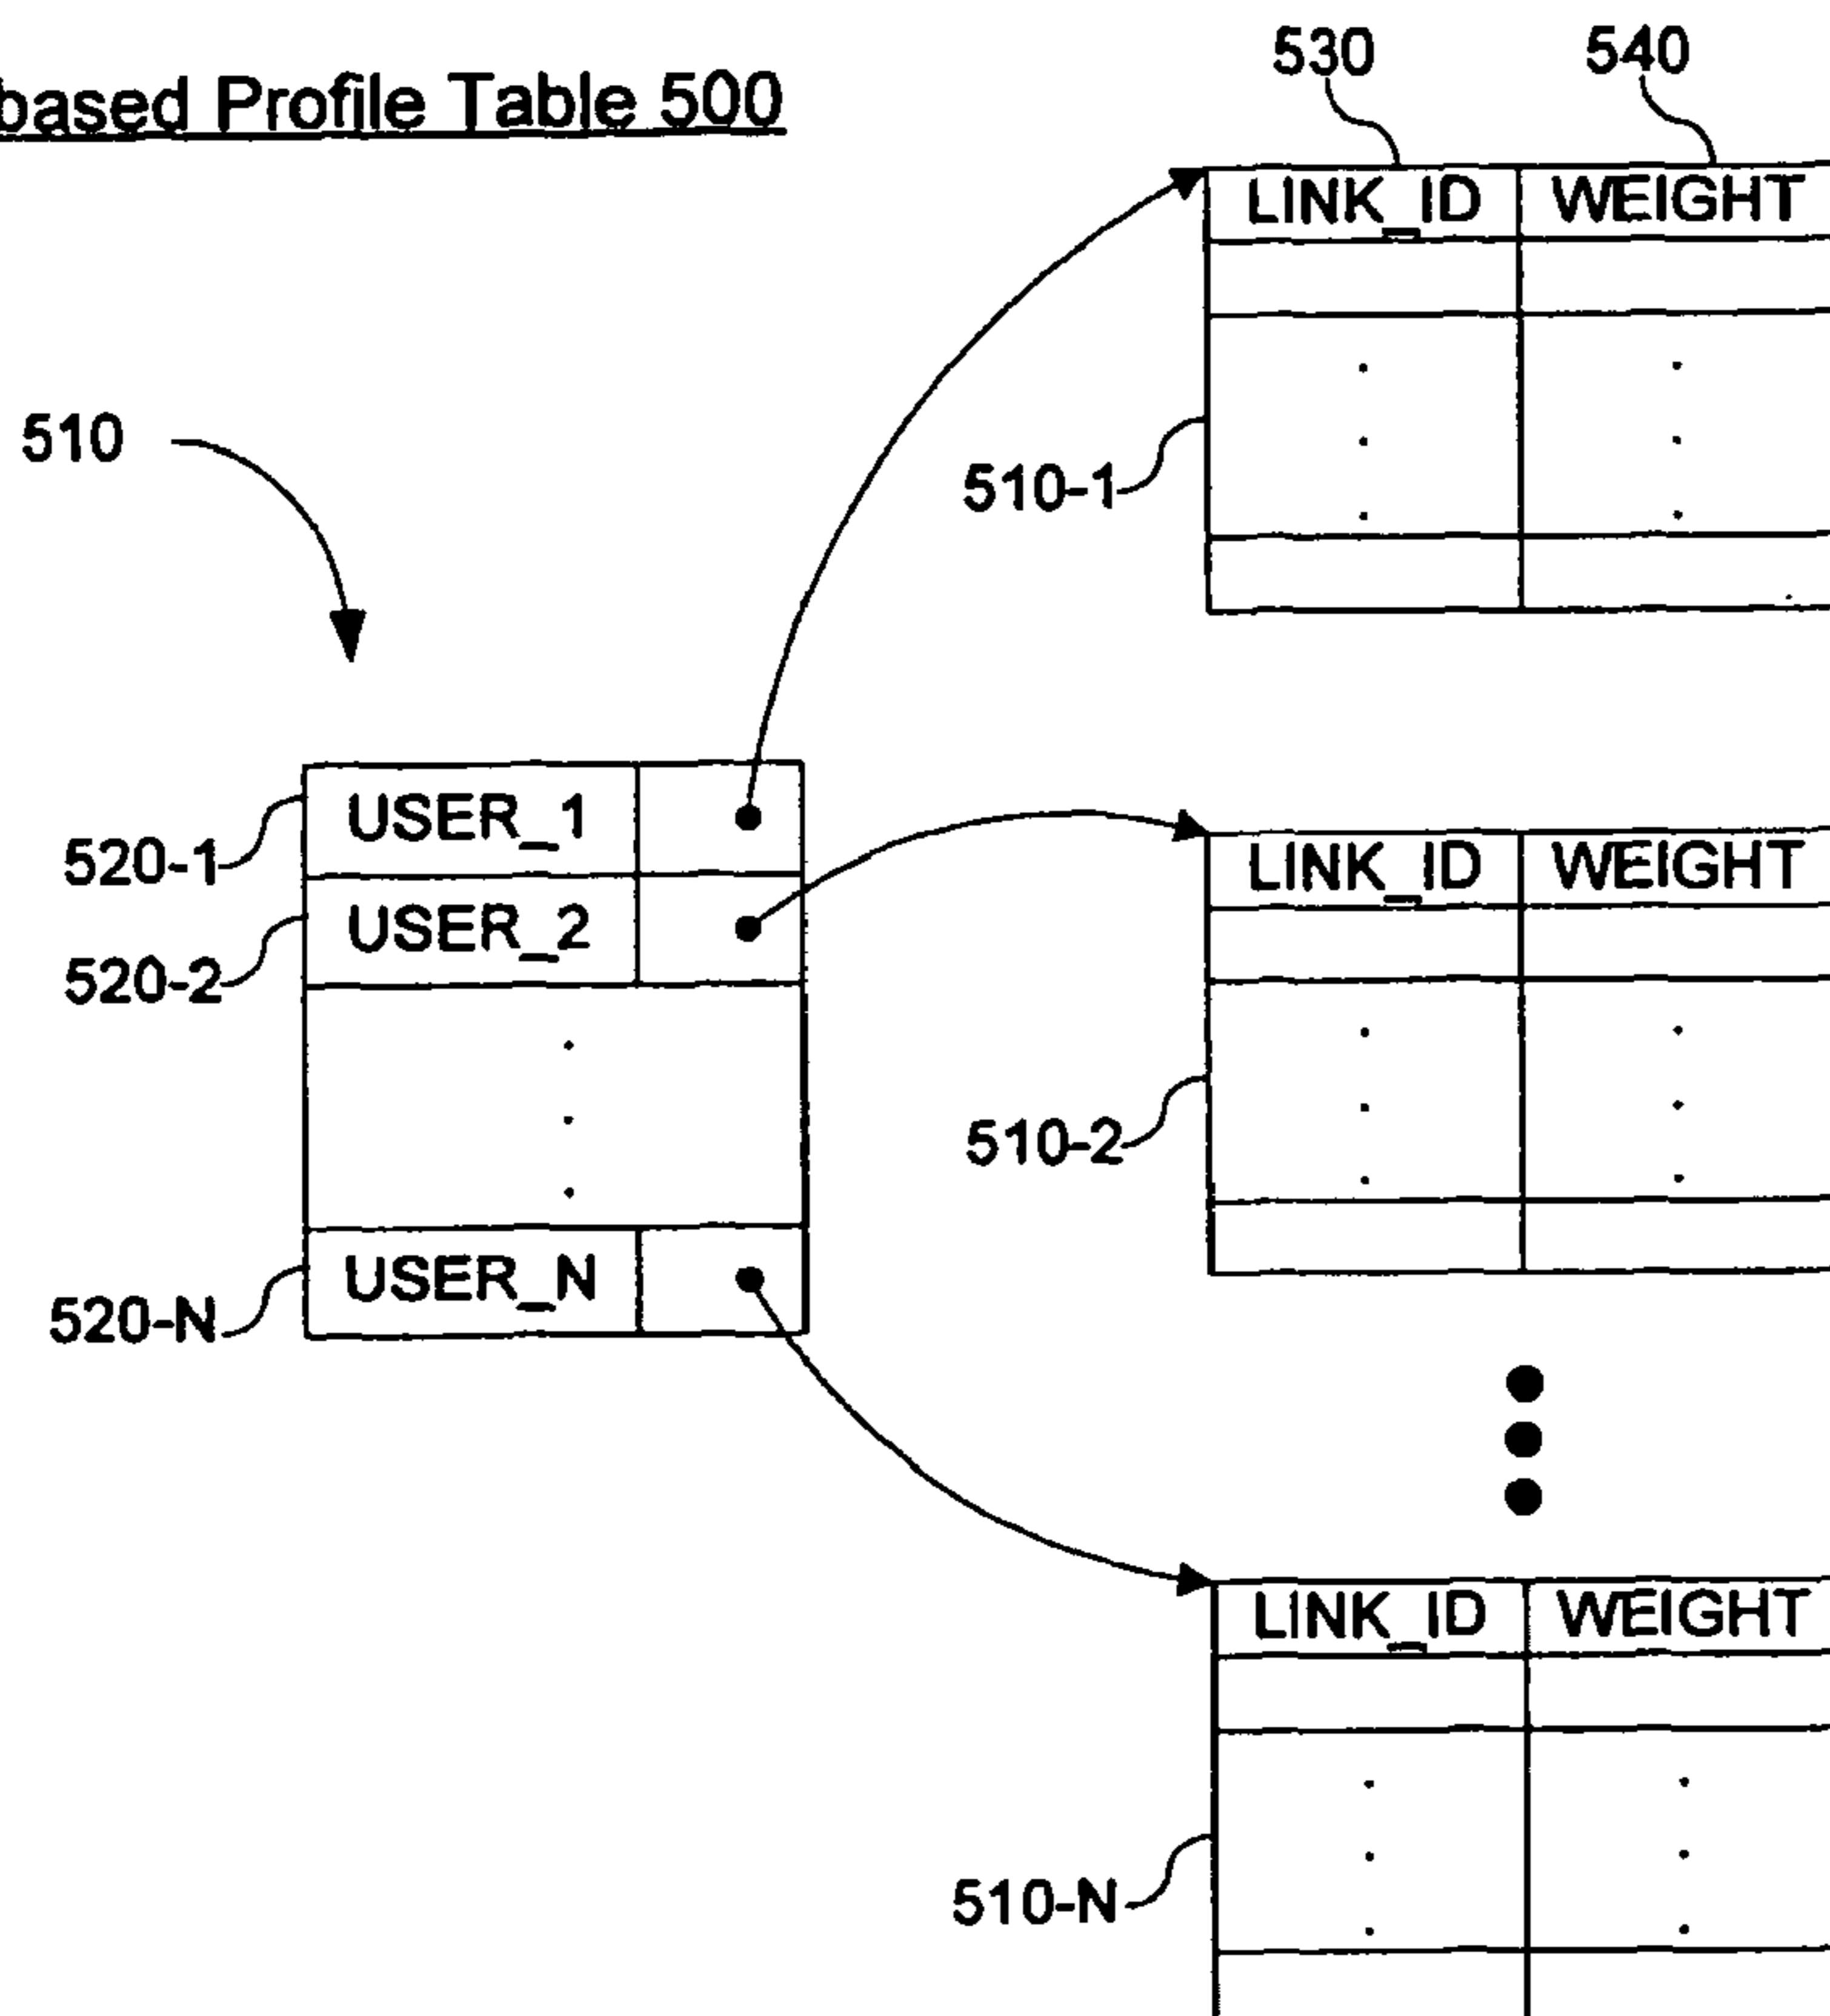 based Profile Table 500
530
540
LINK_ID WEIGHT
510
510-1
USER_1
520-1
USER_2
520-2
LINK_ID WEIGHT
510-2
USER_N
520-N
LINK_ID WEIGHT
510-N